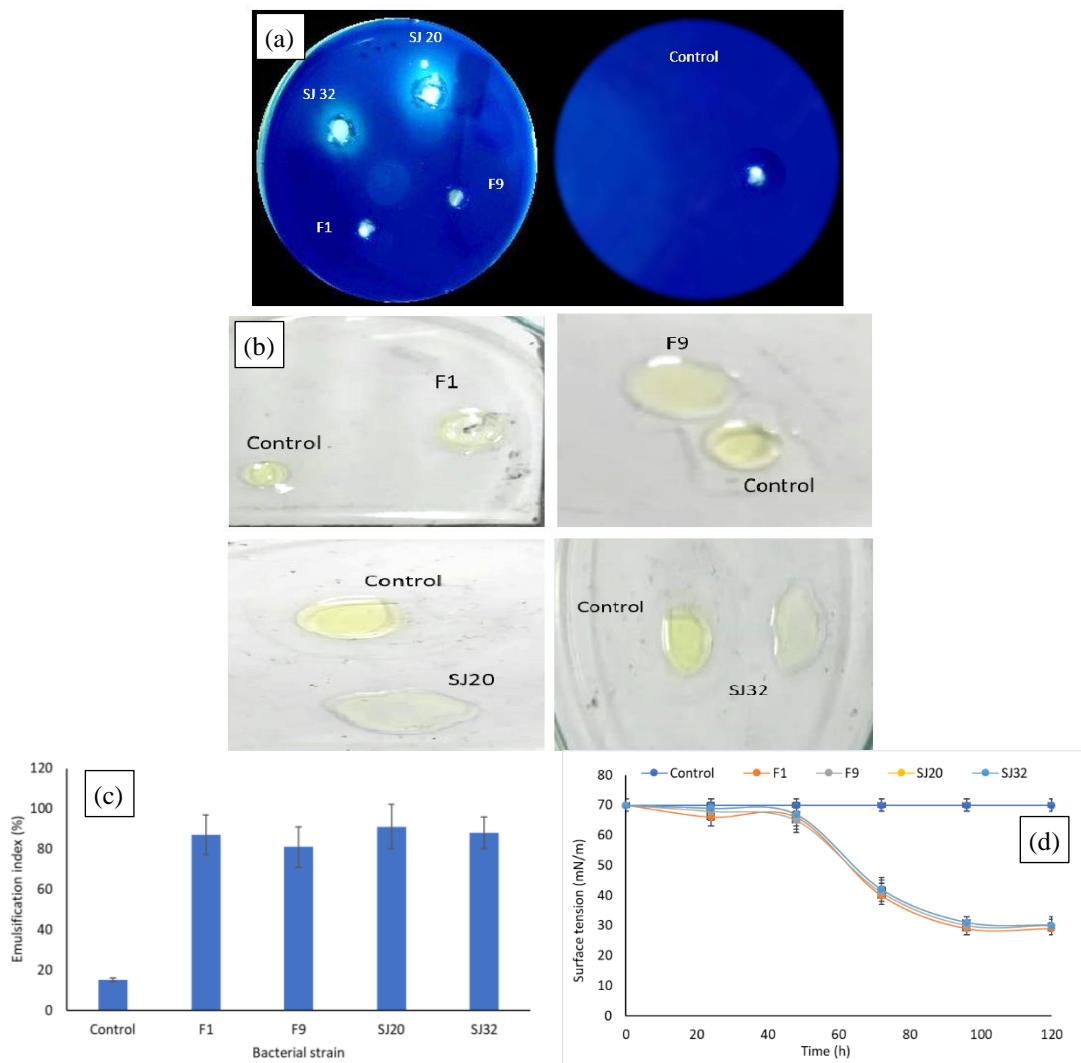 (a)
SJ 20
SJ 32
F9
F1
Control
(b)
F1
Control
F9
Control
Control
SJ20
Control
SJ32
(c)
Emulsification index (%)
120
100
80
60
40
20
0
Control F1 F9 SJ20 SJ32
Bacterial strain
(d)
Control F1 F9 SJ20 SJ32
Surface tension (mN/m)
80
70
60
50
40
30
20
10
0
0 20 40 60 80 100 120
Time (h)